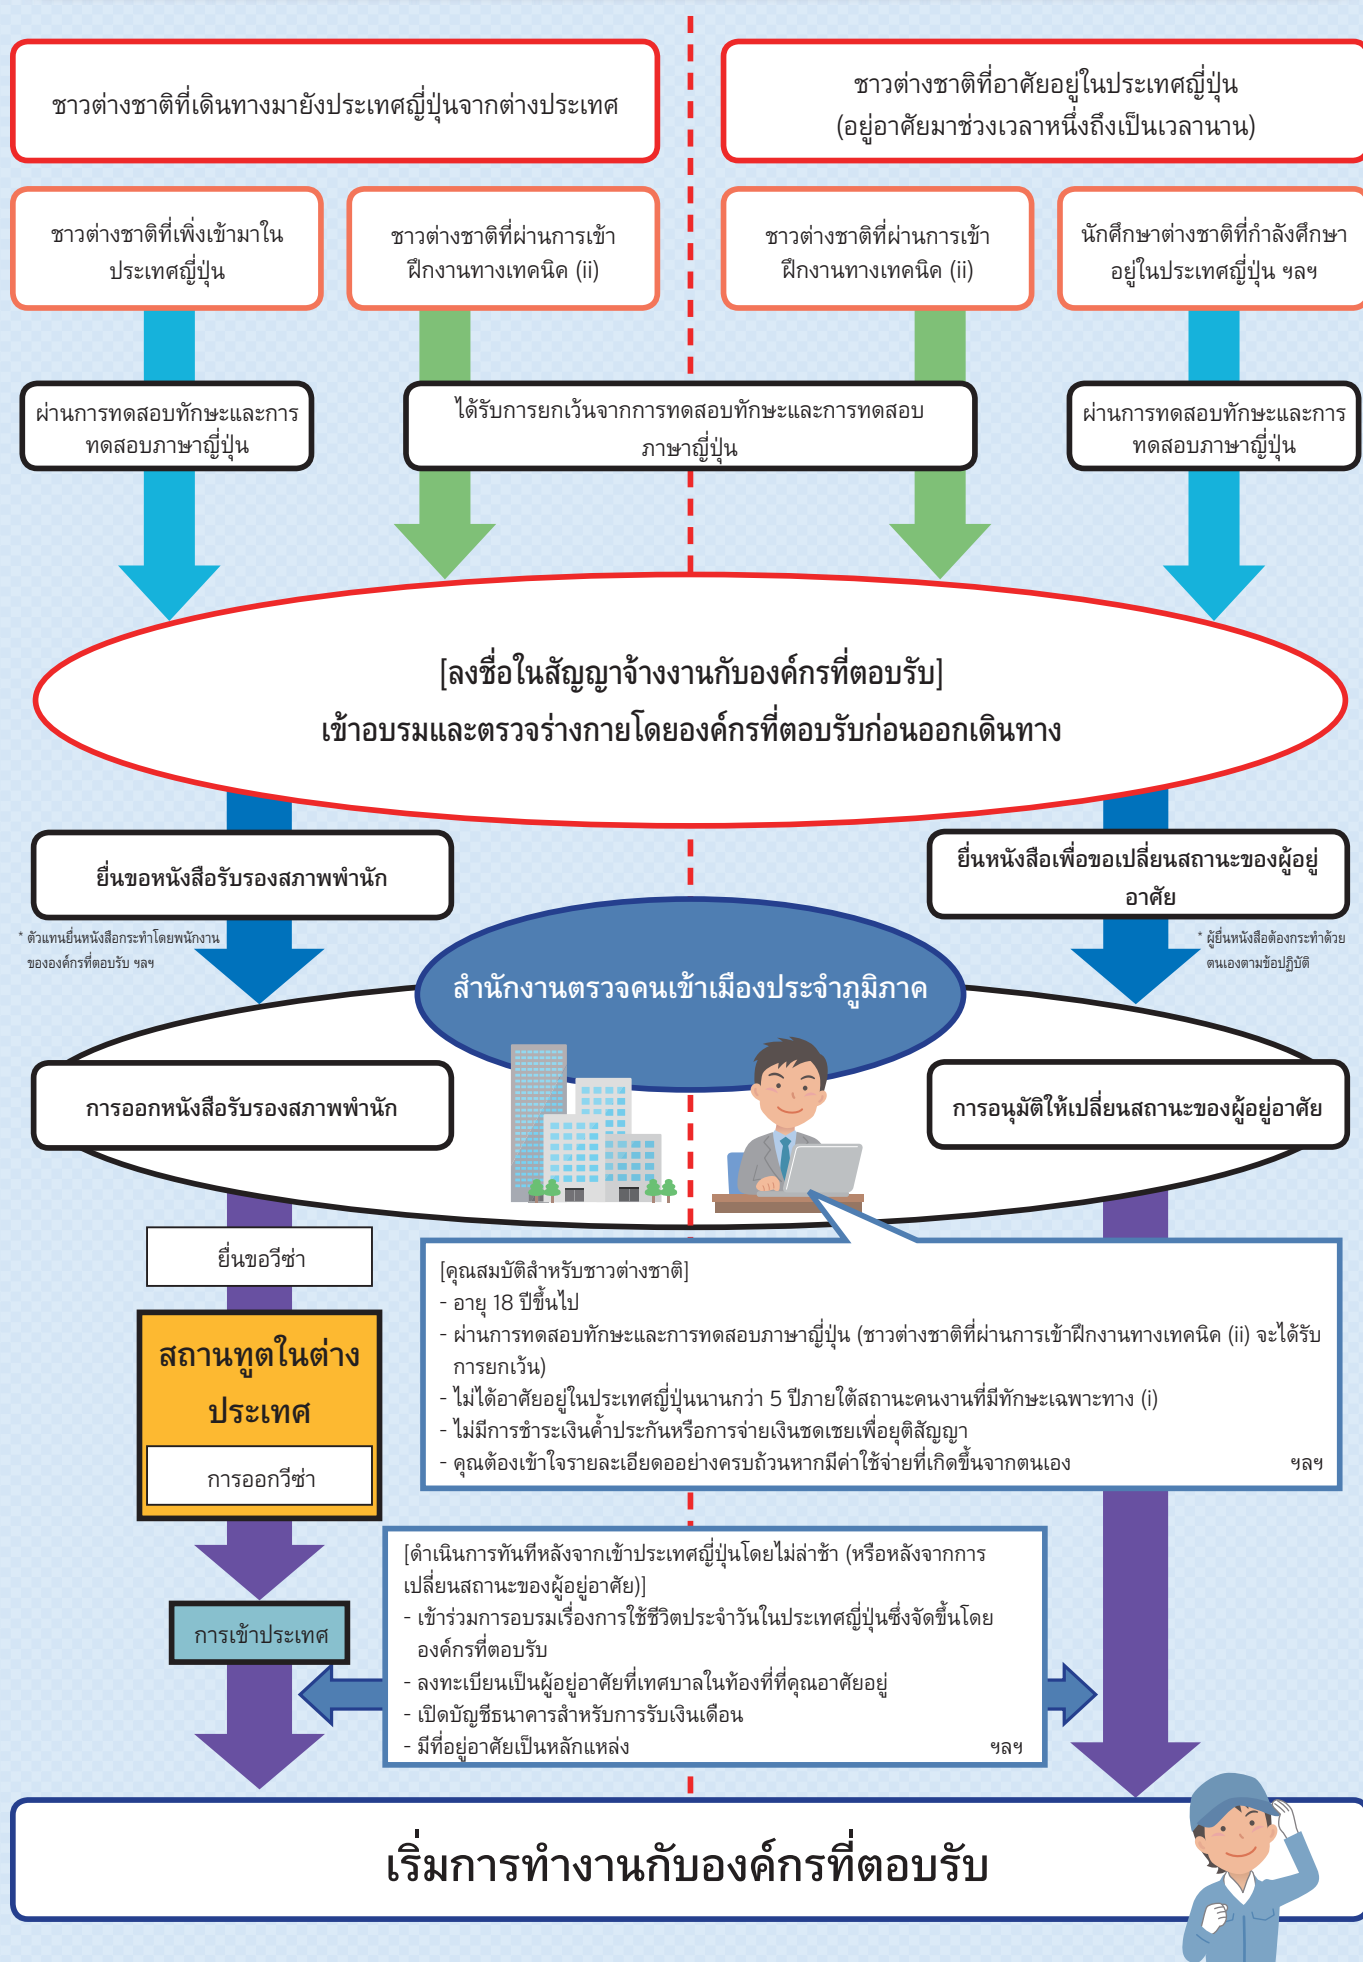 ชาวต่างชาติที่เดินทางมายังประเทศญี่ปุ่นจากต่างประเทศ
ชาวต่างชาติที่อาศัยอยู่ในประเทศญี่ปุ่น
(อยู่อาศัยมาช่วงเวลาหนึ่งถึงเป็นเวลานาน)
ชาวต่างชาติที่เพิ่งเข้ามาใน
ประเทศญี่ปุ่น
ชาวต่างชาติที่ผ่านการเข้า
ฝึกงานทางเทคนิค (ii)
ชาวต่างชาติที่ผ่านการเข้า
ฝึกงานทางเทคนิค (ii)
นักศึกษาต่างชาติที่กำลังศึกษา
อยู่ในประเทศญี่ปุ่น ฯลฯ
ผ่านการทดสอบทักษะและการ
ทดสอบภาษาญี่ปุ่น
ได้รับการยกเว้นจากการทดสอบทักษะและการทดสอบ
ภาษาญี่ปุ่น
ผ่านการทดสอบทักษะและการ
ทดสอบภาษาญี่ปุ่น
[ลงชื่อในสัญญาจ้างงานกับองค์กรที่ตอบรับ]
เข้าอบรมและตรวจร่างกายโดยองค์กรที่ตอบรับก่อนออกเดินทาง
ยื่นขอหนังสือรับรองสภาพพำนัก
* ตัวแทนยื่นหนังสือกระทำโดยพนักงาน
ขององค์กรที่ตอบรับ ฯลฯ
ยื่นหนังสือเพื่อขอเปลี่ยนสถานะของผู้อยู่
อาศัย
* ผู้ยื่นหนังสือต้องกระทำด้วย
ตนเองตามข้อปฏิบัติ
สำนักงานตรวจคนเข้าเมืองประจำภูมิภาค
การออกหนังสือรับรองสภาพพำนัก
การอนุมัติให้เปลี่ยนสถานะของผู้อยู่อาศัย
ยื่นขอวีซ่า
สถานทูตในต่าง
ประเทศ
การออกวีซ่า
[คุณสมบัติสำหรับชาวต่างชาติ]
- อายุ 18 ปีขึ้นไป
- ผ่านการทดสอบทักษะและการทดสอบภาษาญี่ปุ่น (ชาวต่างชาติที่ผ่านการเข้าฝึกงานทางเทคนิค (ii) จะได้รับ
การยกเว้น)
- ไม่ได้อาศัยอยู่ในประเทศญี่ปุ่นนานกว่า 5 ปีภายใต้สถานะคนงานที่มีทักษะเฉพาะทาง (i)
- ไม่มีการชำระเงินค้ำประกันหรือการจ่ายเงินชดเชยเพื่อยุติสัญญา
- คุณต้องเข้าใจรายละเอียดออย่างครบถ้วนหากมีค่าใช้จ่ายที่เกิดขึ้นจากตนเอง ฯลฯ
[ดำเนินการทันทีหลังจากเข้าประเทศญี่ปุ่นโดยไม่ล่าช้า (หรือหลังจากการ
เปลี่ยนสถานะของผู้อยู่อาศัย)]
- เข้าร่วมการอบรมเรื่องการใช้ชีวิตประจำวันในประเทศญี่ปุ่นซึ่งจัดขึ้นโดย
องค์กรที่ตอบรับ
- ลงทะเบียนเป็นผู้อยู่อาศัยที่เทศบาลในท้องที่ที่คุณอาศัยอยู่
- เปิดบัญชีธนาคารสำหรับการรับเงินเดือน
- มีที่อยู่อาศัยเป็นหลักแหล่ง ฯลฯ
การเข้าประเทศ
เริ่มการทำงานกับองค์กรที่ตอบรับ